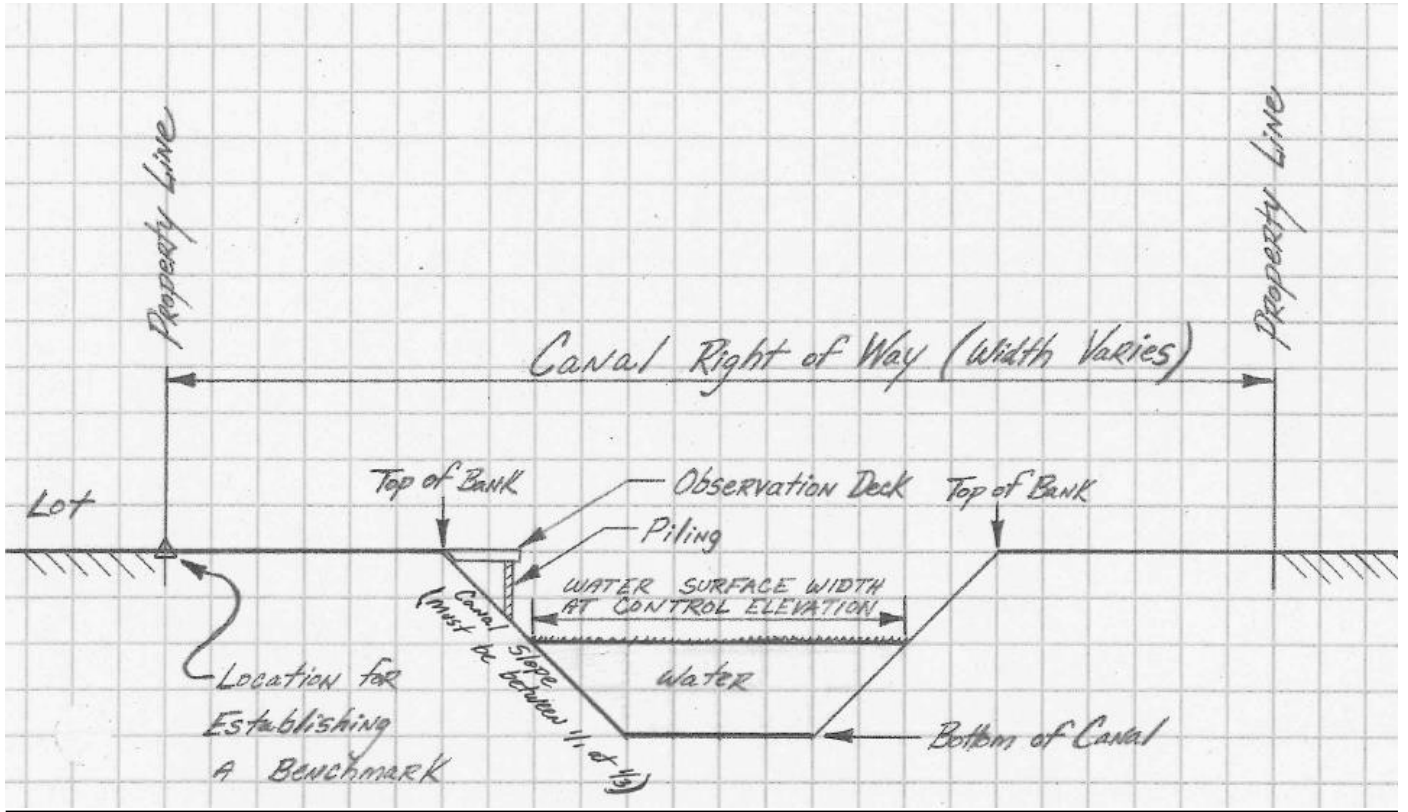 Property Line
Property Line
Canal Right of Way (Width Varies)
Top of Bank
Observation Deck
Top of Bank
Lot
Piling
WATER SURFACE WIDTH
AT CONTROL ELEVATION
Canal Slope
(must be between 1/1 at 1/3)
Water
Location for
Establishing
A Benchmark
Bottom of Canal